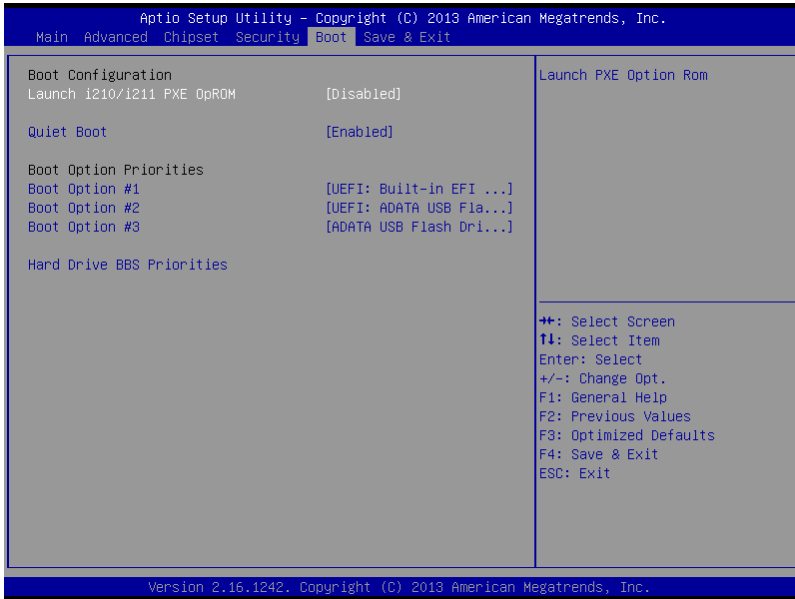 Aptio Setup Utility – Copyright (C) 2013 American Megatrends, Inc.
Main Advanced Chipset Security Boot Save & Exit
Boot Configuration
Launch i210/i211 PXE OpROM [Disabled]
Quiet Boot [Enabled]
Boot Option Priorities
Boot Option #1 [UEFI: Built-in EFI ...]
Boot Option #2 [UEFI: ADATA USB Fla...]
Boot Option #3 [ADATA USB Flash Dri...]
Hard Drive BBS Priorities
Launch PXE Option Rom
→←: Select Screen
↑↓: Select Item
Enter: Select
+/-: Change Opt.
F1: General Help
F2: Previous Values
F3: Optimized Defaults
F4: Save & Exit
ESC: Exit
Version 2.16.1242. Copyright (C) 2013 American Megatrends, Inc.